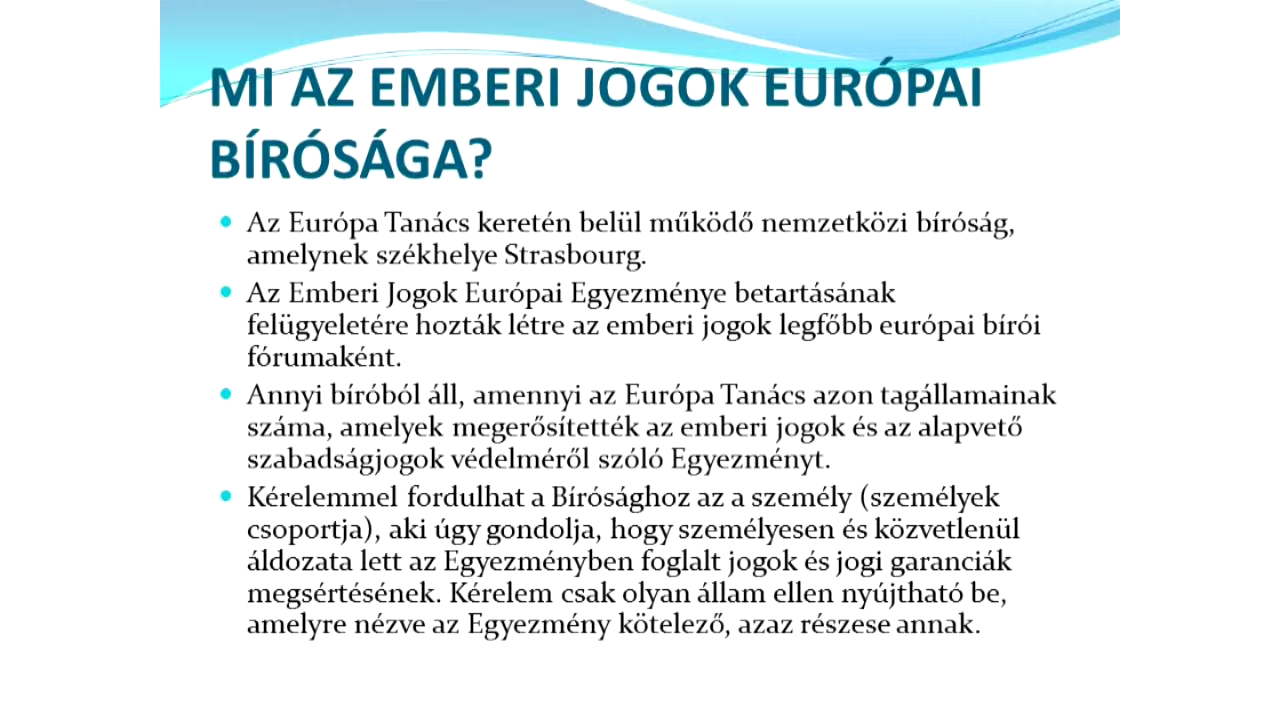 MI AZ EMBERI JOGOK EURÓPAI
BÍRÓSÁGA?
Az Európa Tanács keretén belül működő nemzetközi bíróság,
amelynek székhelye Strasbourg.
Az Emberi Jogok Európai Egyezménye betartásának
felügyeletére hozták létre az emberi jogok legfőbb európai bírói
fórumaként.
Annyi bíróból áll, amennyi az Európa Tanács azon tagállamainak
száma, amelyek megerősítették az emberi jogok és az alapvető
szabadságjogok védelméről szóló Egyezményt.
Kérelemmel fordulhat a Bírósághoz az a személy (személyek
csoportja), aki úgy gondolja, hogy személyesen és közvetlenül
áldozata lett az Egyezményben foglalt jogok és jogi garanciák
megsértésének. Kérelem csak olyan állam ellen nyújtható be,
amelyre nézve az Egyezmény kötelező, azaz részese annak.